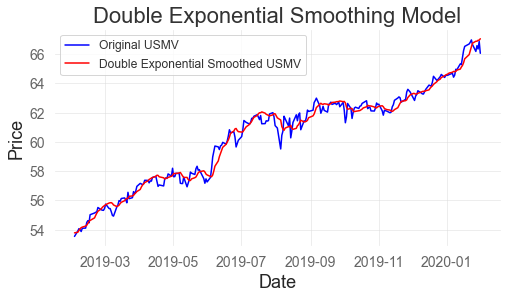 Double Exponential Smoothing Model
Original USMV
Double Exponential Smoothed USMV
Price
66
64
62
60
58
56
54
2019-03 2019-05 2019-07 2019-09 2019-11 2020-01
Date